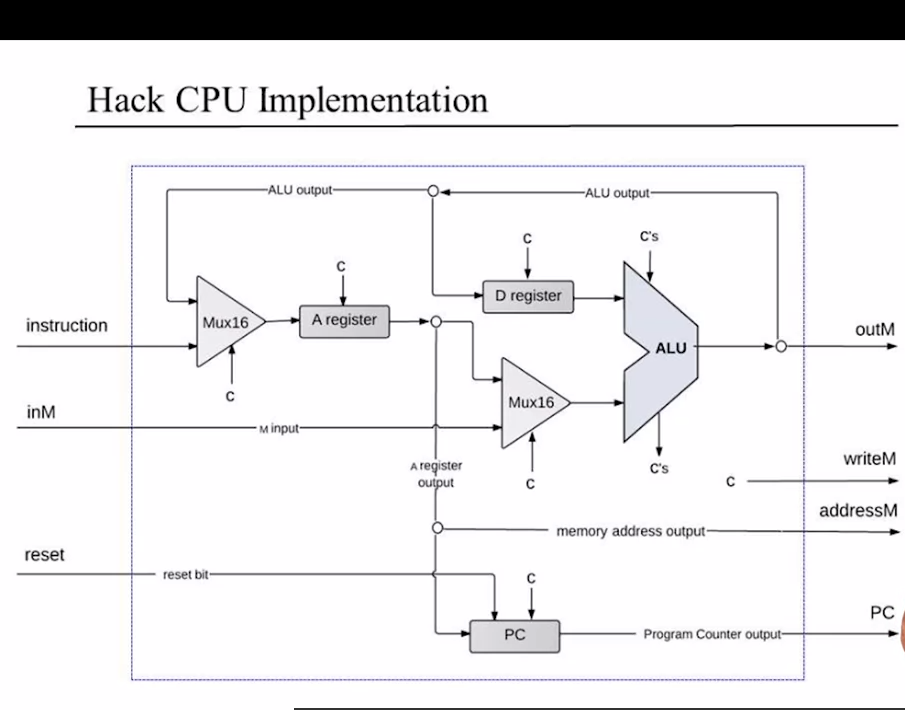 Hack CPU Implementation
ALU output
ALU output
C
C's
C
D register
instruction
Mux16
A register
ALU
outM
C
Mux16
inM
M input
A register
output
C
C's
C
writeM
addressM
memory address output
reset
reset bit
C
PC
Program Counter output
PC